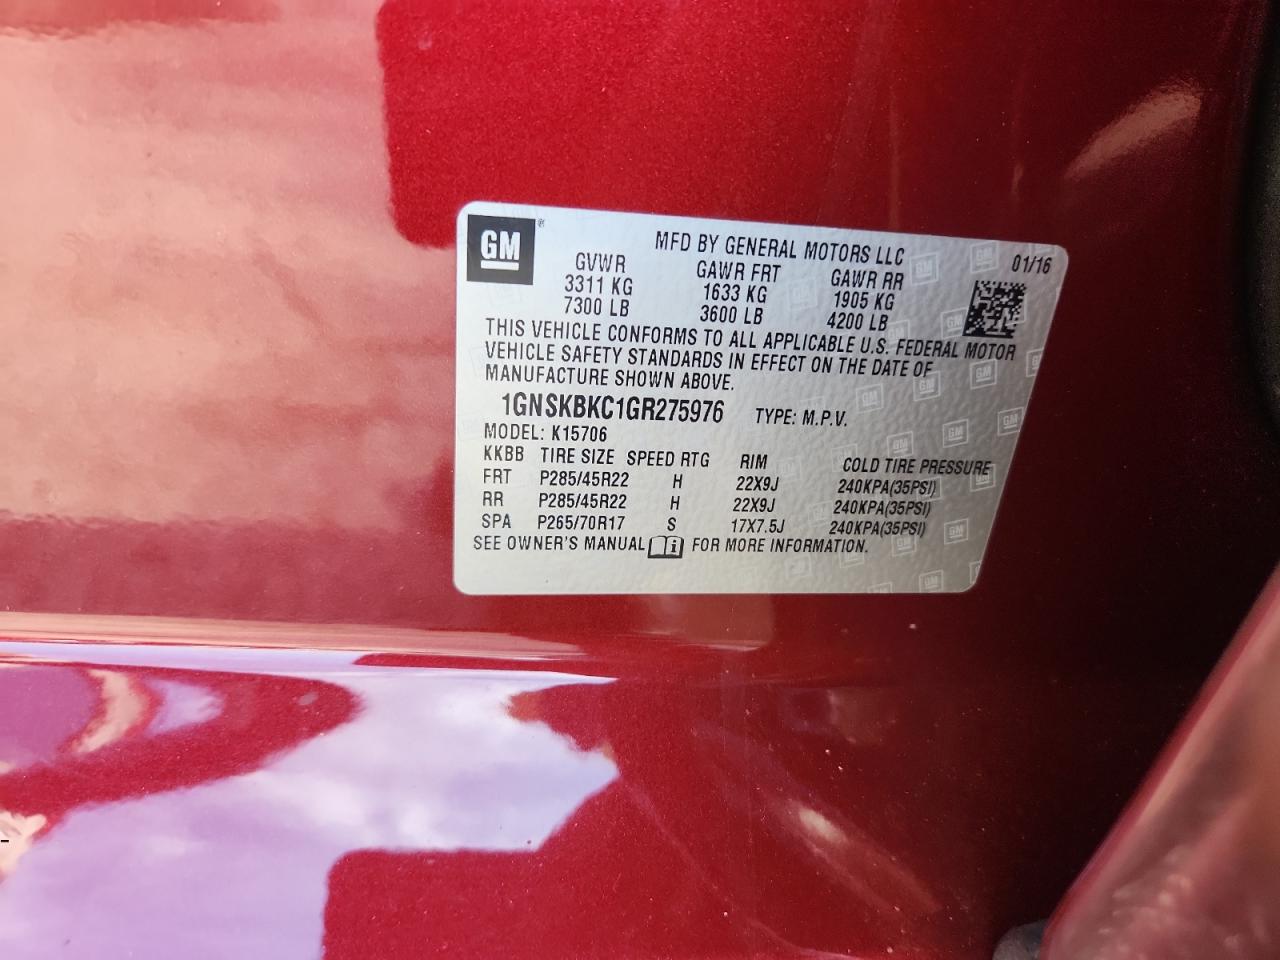 GM ® MFD BY GENERAL MOTORS LLC 01/16
GVWR GAWR FRT GAWR RR
3311 KG 1633 KG 1905 KG
7300 LB 3600 LB 4200 LB
THIS VEHICLE CONFORMS TO ALL APPLICABLE U.S. FEDERAL MOTOR
VEHICLE SAFETY STANDARDS IN EFFECT ON THE DATE OF
MANUFACTURE SHOWN ABOVE.
1GNSKBKC1GR275976 TYPE: M.P.V.
MODEL: K15706
KKBB TIRE SIZE SPEED RTG RIM COLD TIRE PRESSURE
FRT P285/45R22 H 22X9J 240KPA(35PSI)
RR P285/45R22 H 22X9J 240KPA(35PSI)
SPA P265/70R17 S 17X7.5J 240KPA(35PSI)
SEE OWNER'S MANUAL FOR MORE INFORMATION.